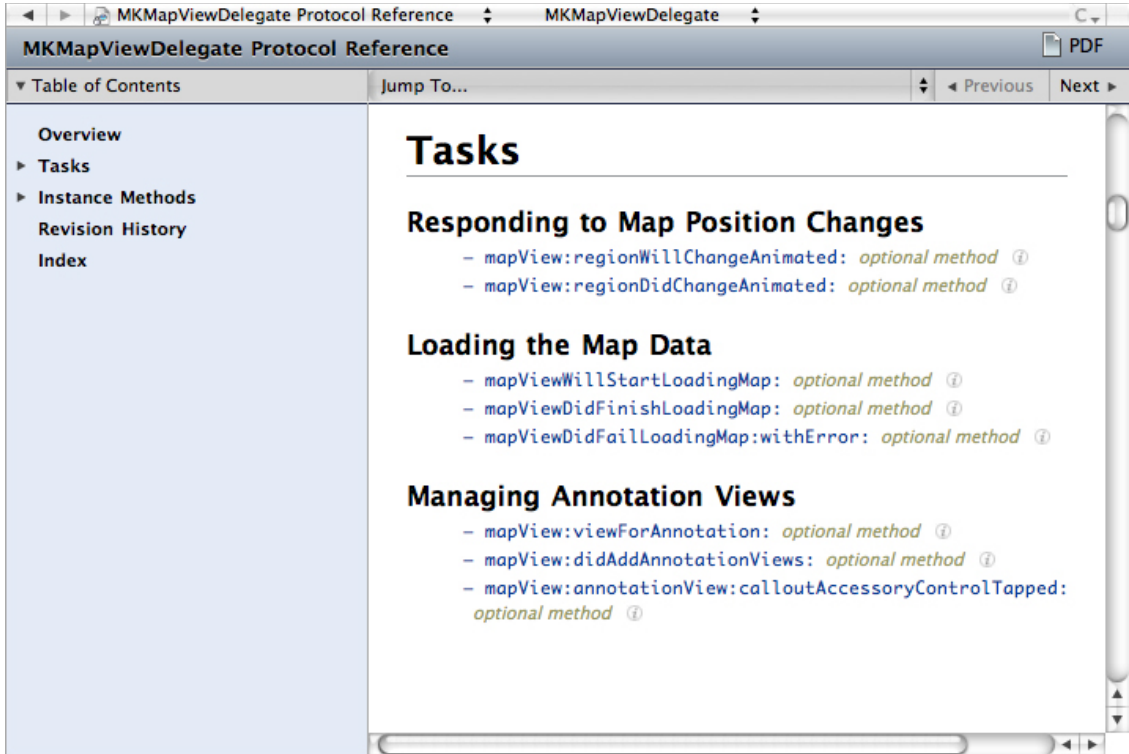 MKMapViewDelegate Protocol Reference MKMapViewDelegate C
MKMapViewDelegate Protocol Reference PDF
Table of Contents Jump To... Previous Next
Overview
Tasks
Instance Methods
Revision History
Index
Tasks
Responding to Map Position Changes
– mapView:regionWillChangeAnimated: optional method i
– mapView:regionDidChangeAnimated: optional method i
Loading the Map Data
– mapViewWillStartLoadingMap: optional method i
– mapViewDidFinishLoadingMap: optional method i
– mapViewDidFailLoadingMap:withError: optional method i
Managing Annotation Views
– mapView:viewForAnnotation: optional method i
– mapView:didAddAnnotationViews: optional method i
– mapView:annotationView:calloutAccessoryControlTapped:
optional method i